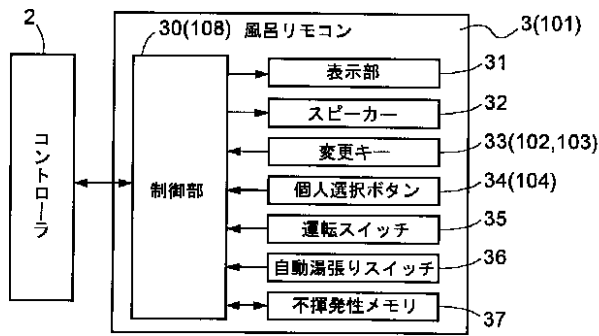 2
30(108) 風呂リモコン 3(101)
コントローラ
制御部
表示部 31
スピーカー 32
変更キー 33(102,103)
個人選択ボタン 34(104)
運転スイッチ 35
自動湯張りスイッチ 36
不揮発性メモリ 37